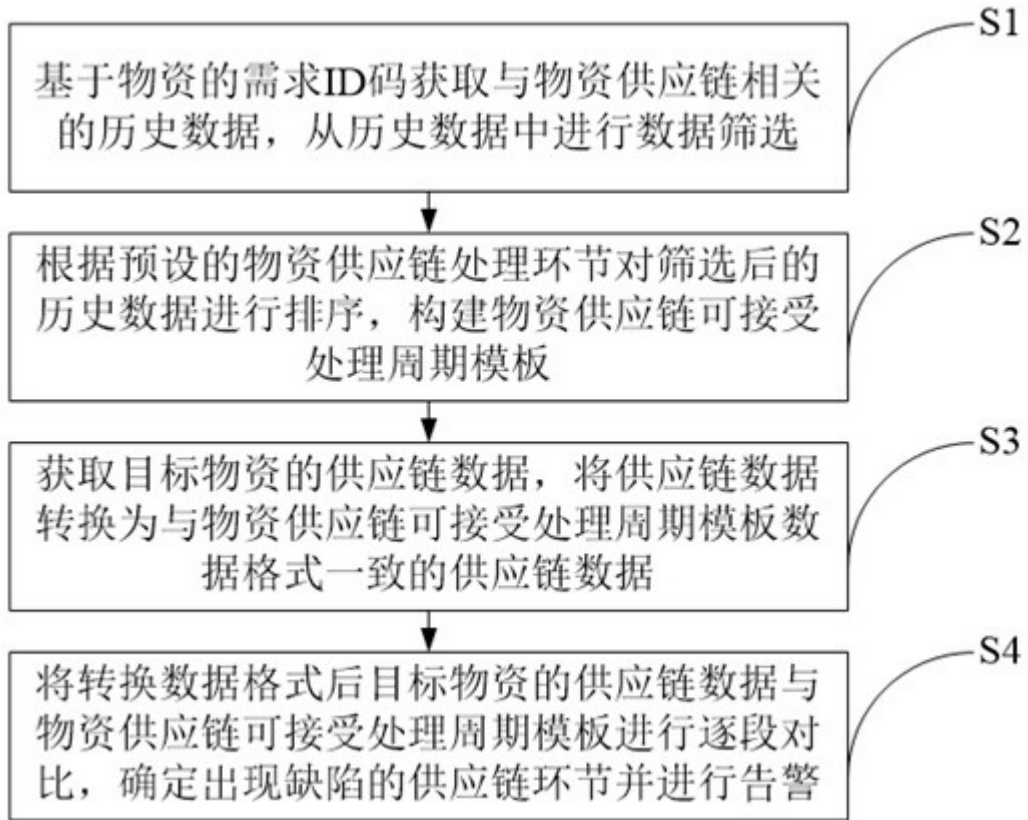 S1
基于物资的需求ID码获取与物资供应链相关
的历史数据，从历史数据中进行数据筛选
S2
根据预设的物资供应链处理环节对筛选后的
历史数据进行排序，构建物资供应链可接受
处理周期模板
S3
获取目标物资的供应链数据，将供应链数据
转换为与物资供应链可接受处理周期模板数
据格式一致的供应链数据
S4
将转换数据格式后目标物资的供应链数据与
物资供应链可接受处理周期模板进行逐段对
比，确定出现缺陷的供应链环节并进行告警